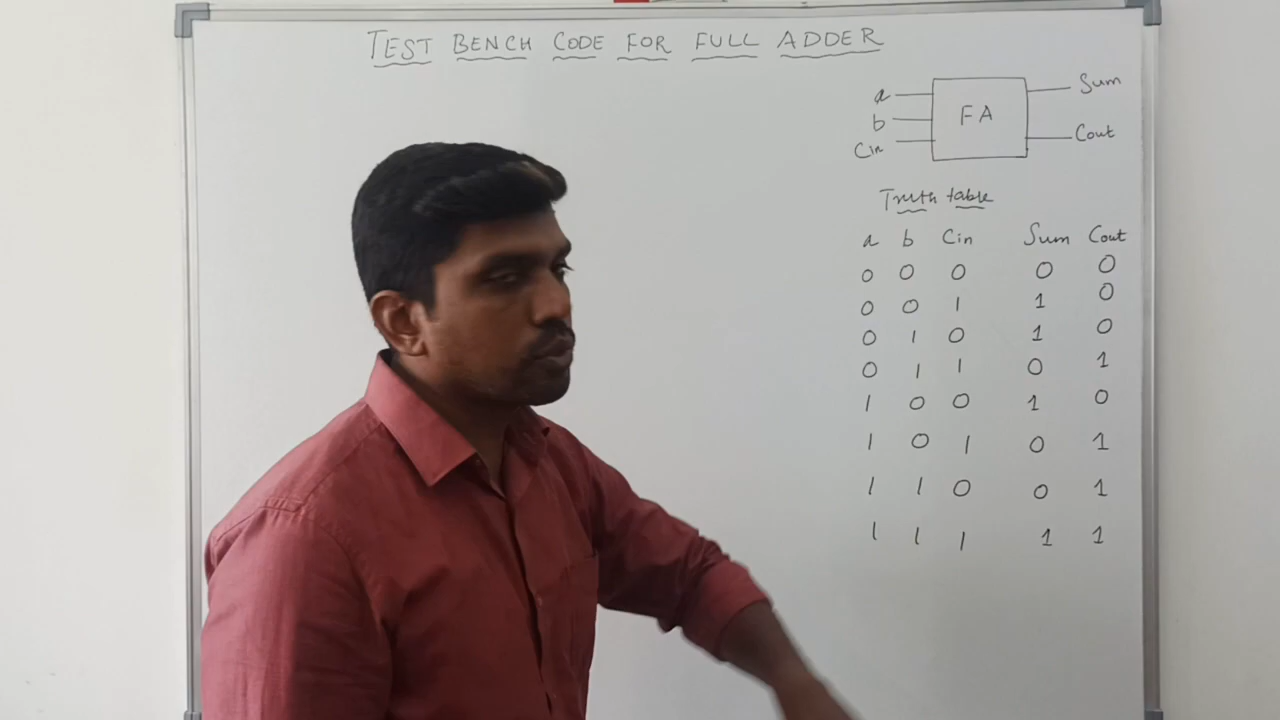 TEST BENCH CODE FOR FULL ADDER
a
b
Cin
FA
Sum
Cout
Truth table
a b Cin Sum Cout
0 0 0 0 0
0 0 1 1 0
0 1 0 1 0
0 1 1 0 1
1 0 0 1 0
1 0 1 0 1
1 1 0 0 1
1 1 1 1 1